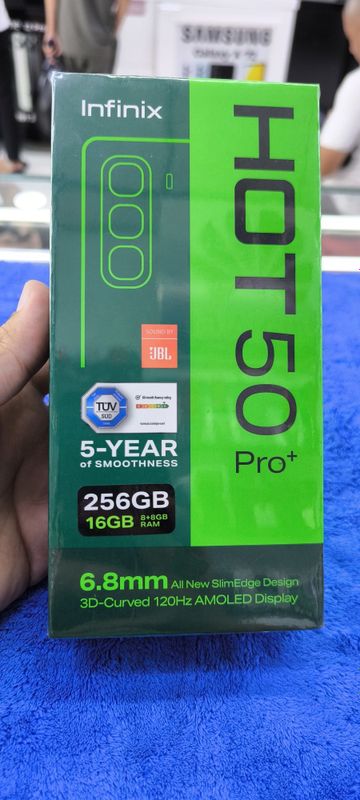 SAMSUNG
Infinix
HOT 50
Pro+
SOUND BY
JBL
TÜV
SÜD
5-YEAR
of SMOOTHNESS
256GB
16GB 8+8GB
RAM
6.8mm All New SlimEdge Design
3D-Curved 120Hz AMOLED Display